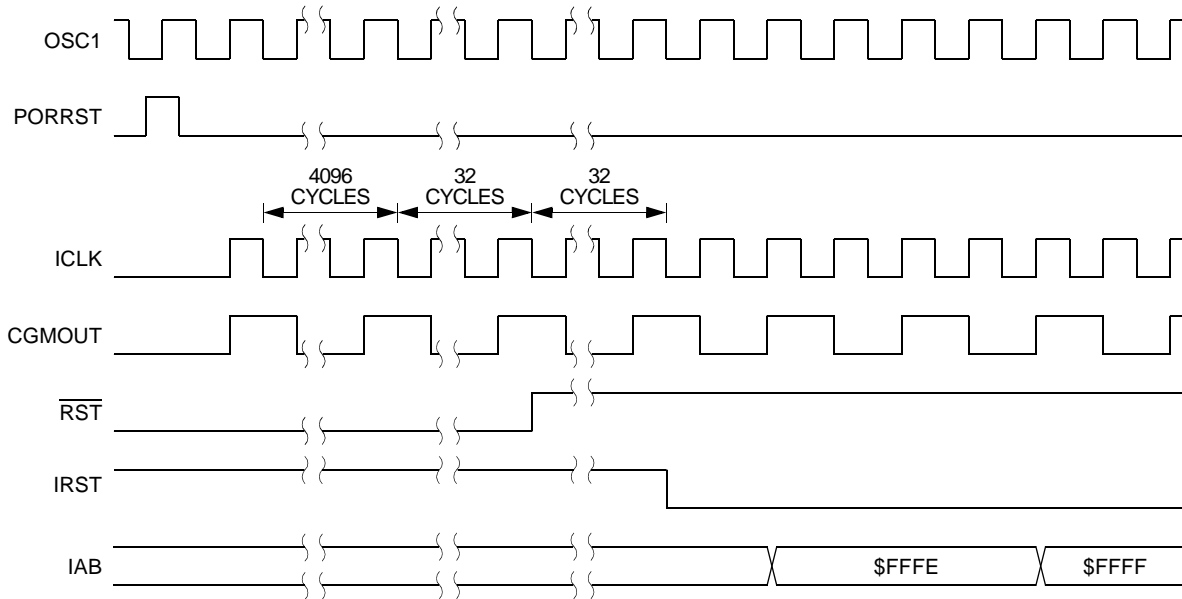 OSC1
PORRST
4096
CYCLES
32
CYCLES
32
CYCLES
ICLK
CGMOUT
RST
IRST
IAB
$FFFE
$FFFF